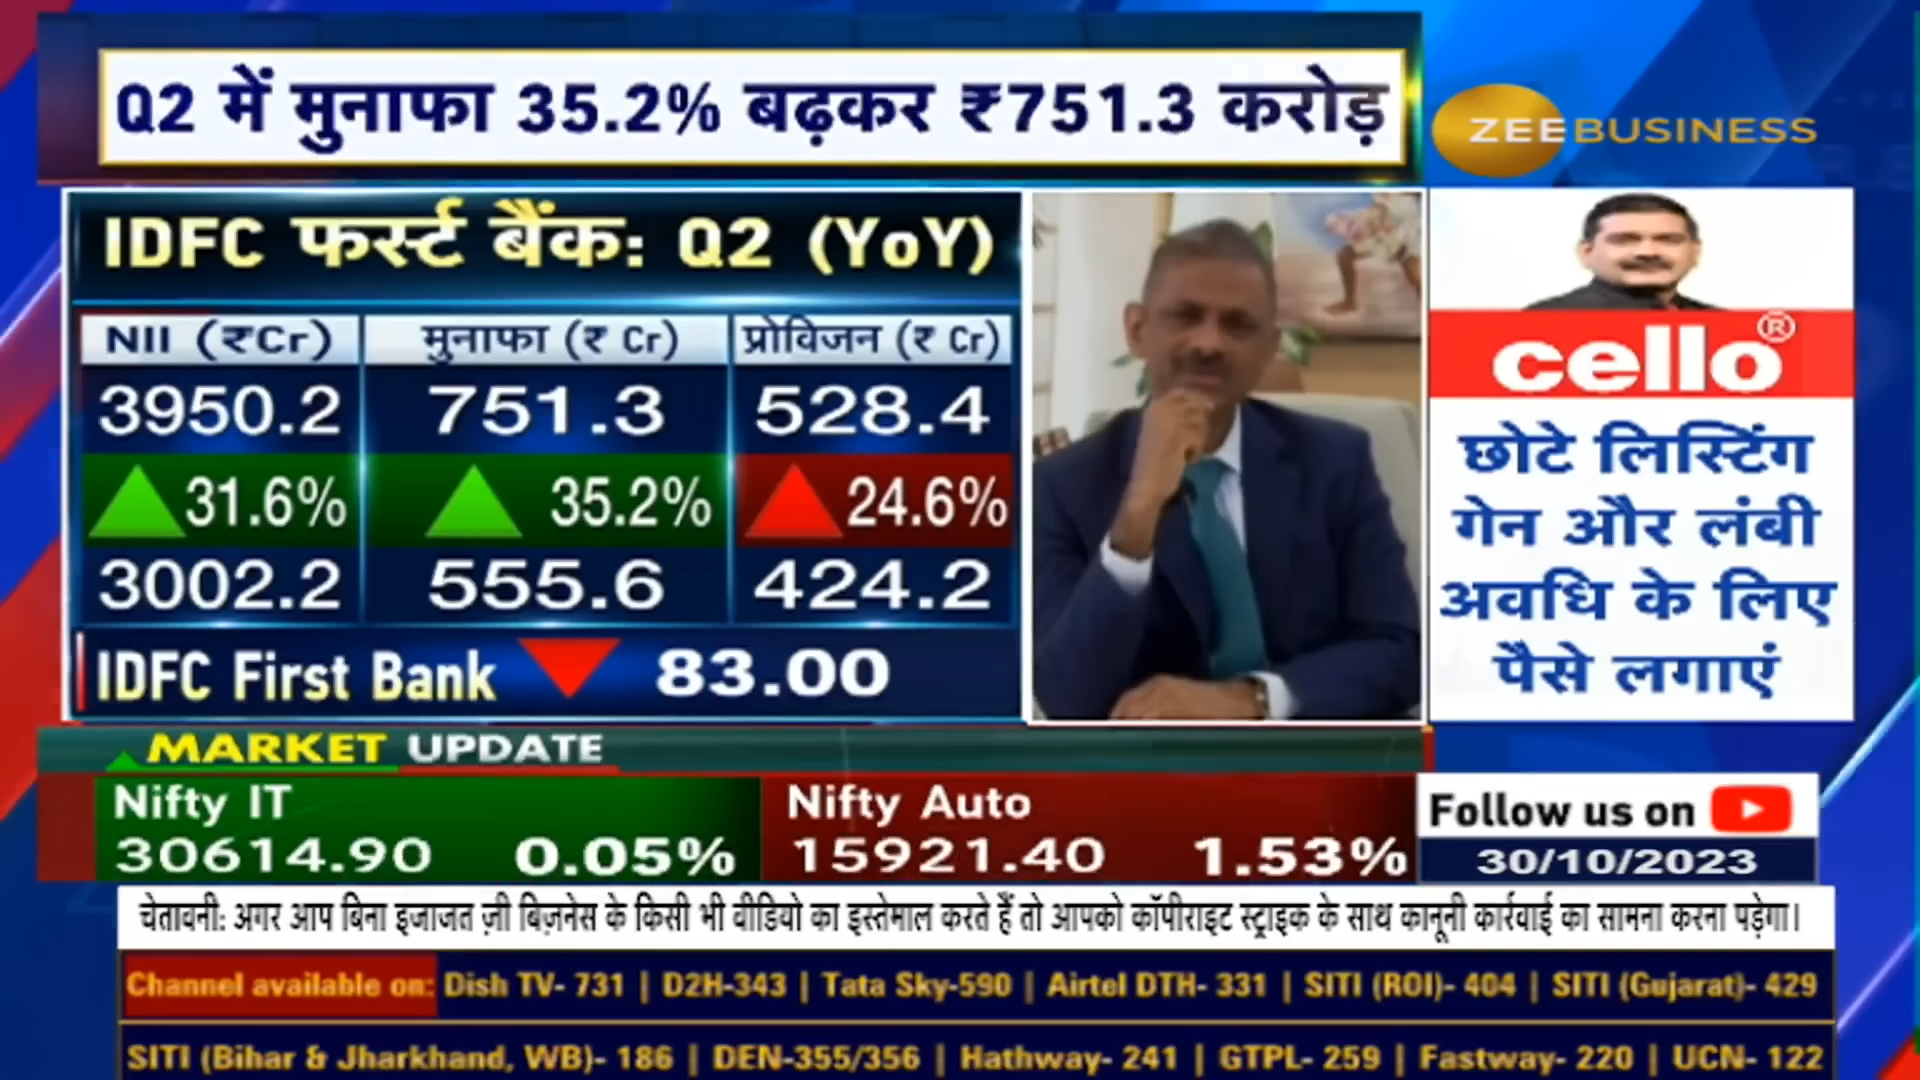 Q2 में मुनाफा 35.2% बढ़कर ₹751.3 करोड़
ZEEBUSINESS
IDFC फर्स्ट बैंक: Q2 (YoY)
NII (₹Cr) मुनाफा (₹ Cr) प्रोविजन (₹ Cr)
3950.2 751.3 528.4
31.6% 35.2% 24.6%
3002.2 555.6 424.2
IDFC First Bank 83.00
cello®
छोटे लिस्टिंग
गेन और लंबी
अवधि के लिए
पैसे लगाएं
MARKET UPDATE
Nifty IT
30614.90 0.05%
Nifty Auto
15921.40 1.53%
Follow us on
30/10/2023
चेतावनी: अगर आप बिना इजाजत ज़ी बिज़नेस के किसी भी वीडियो का इस्तेमाल करते हैं तो आपको कॉपीराइट स्ट्राइक के साथ कानूनी कार्रवाई का सामना करना पड़ेगा।
Channel available on: Dish TV- 731 | D2H-343 | Tata Sky-590 | Airtel DTH- 331 | SITI (ROI)- 404 | SITI (Gujarat)- 429
SITI (Bihar & Jharkhand, WB)- 186 | DEN-355/356 | Hathway- 241 | GTPL- 259 | Fastway- 220 | UCN- 122